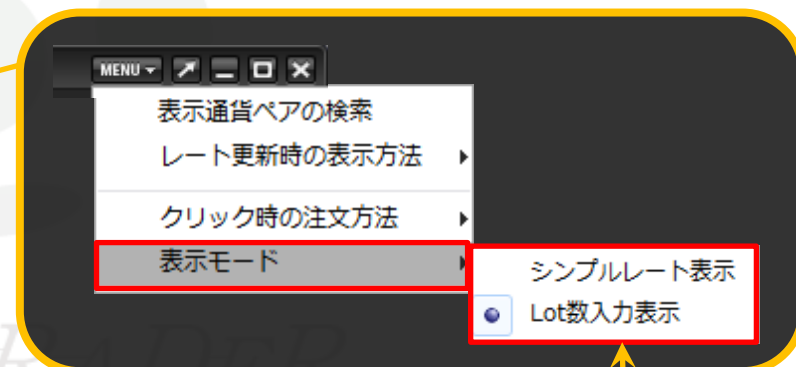 MENU
表示通貨ペアの検索
レート更新時の表示方法
クリック時の注文方法
表示モード
シンプルレート表示
Lot数入力表示
RADER